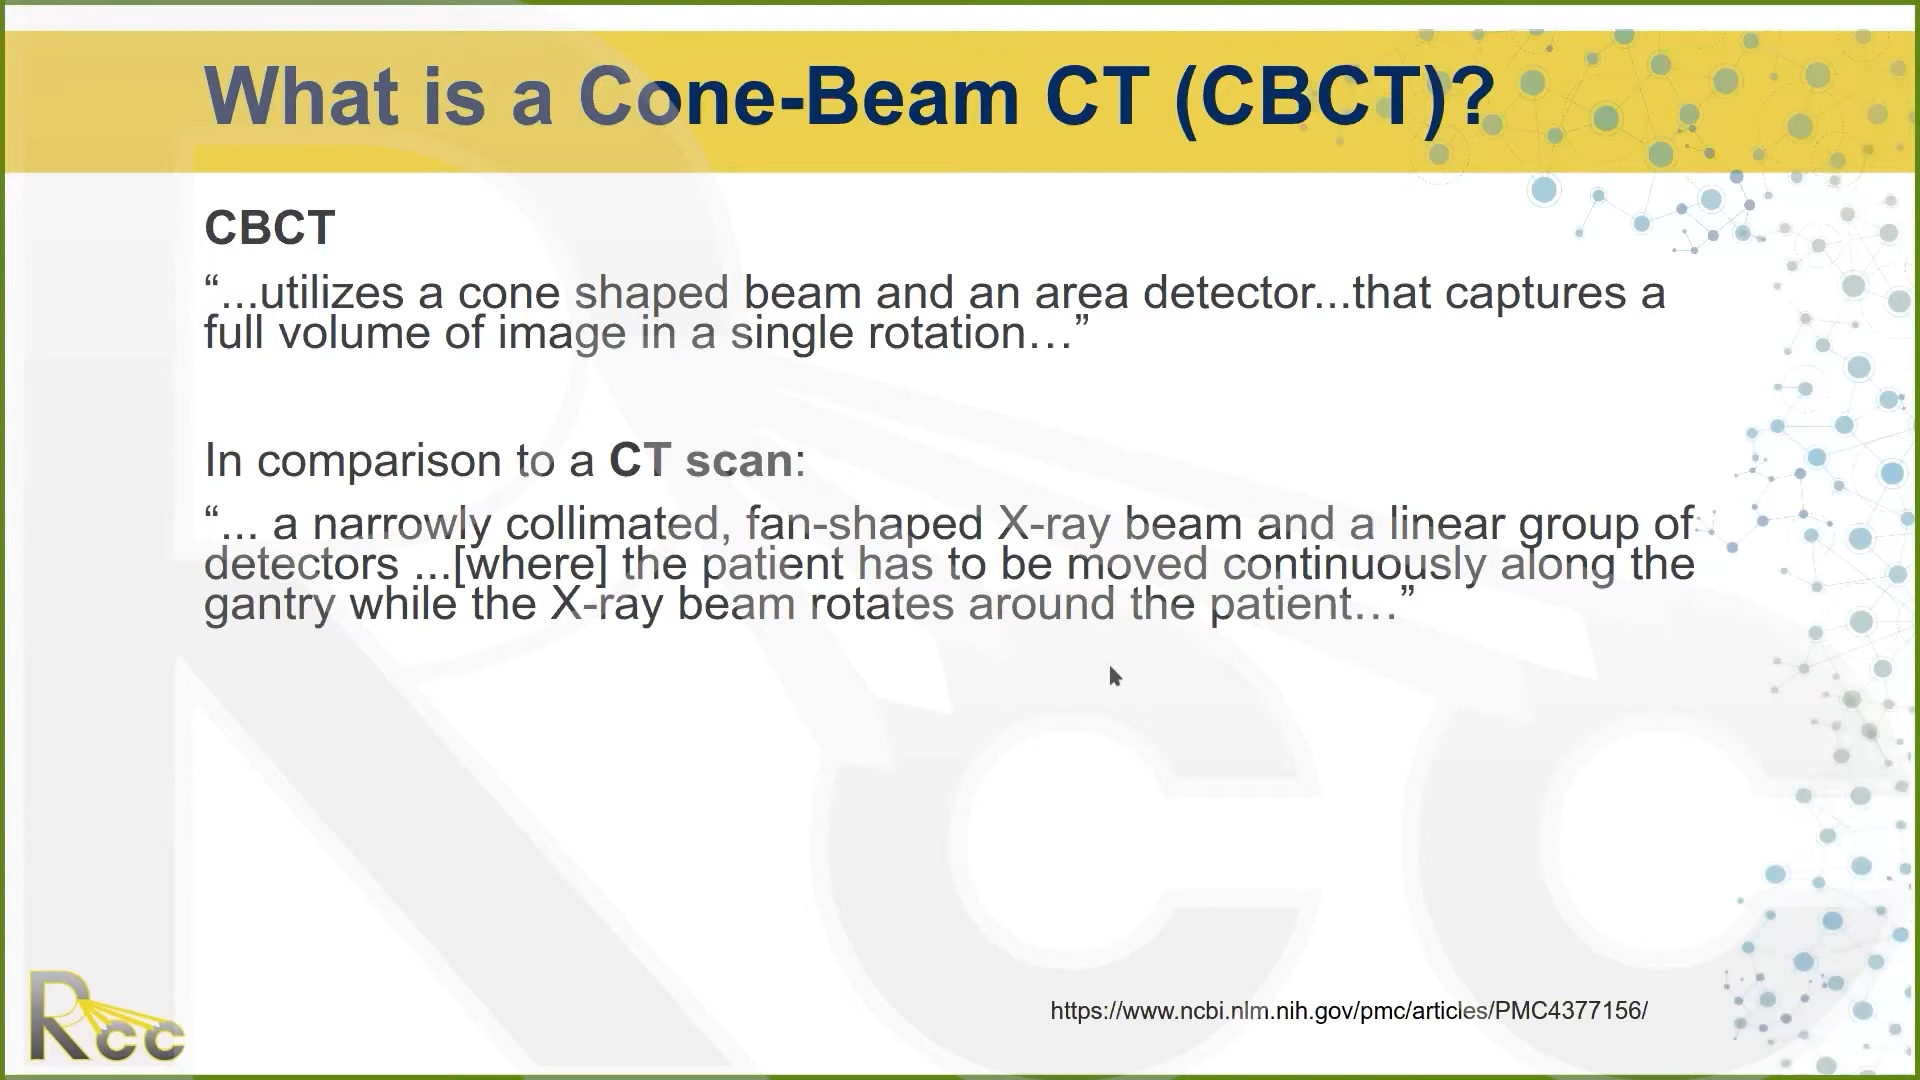 What is a Cone-Beam CT (CBCT)?
CBCT
“...utilizes a cone shaped beam and an area detector...that captures a
full volume of image in a single rotation…”
In comparison to a CT scan:
“... a narrowly collimated, fan-shaped X-ray beam and a linear group of
detectors ...[where] the patient has to be moved continuously along the
gantry while the X-ray beam rotates around the patient…”
https://www.ncbi.nlm.nih.gov/pmc/articles/PMC4377156/
Rcc